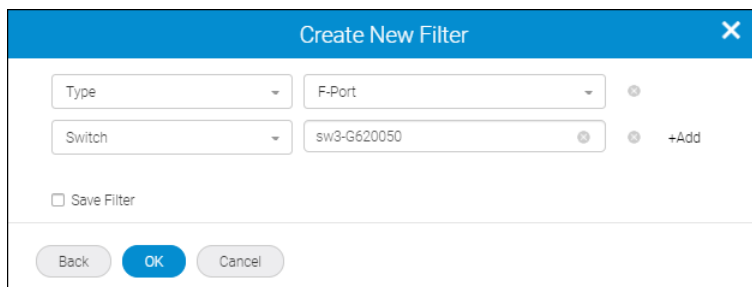 Create New Filter
Type F-Port
Switch sw3-G620050 +Add
Save Filter
Back OK Cancel